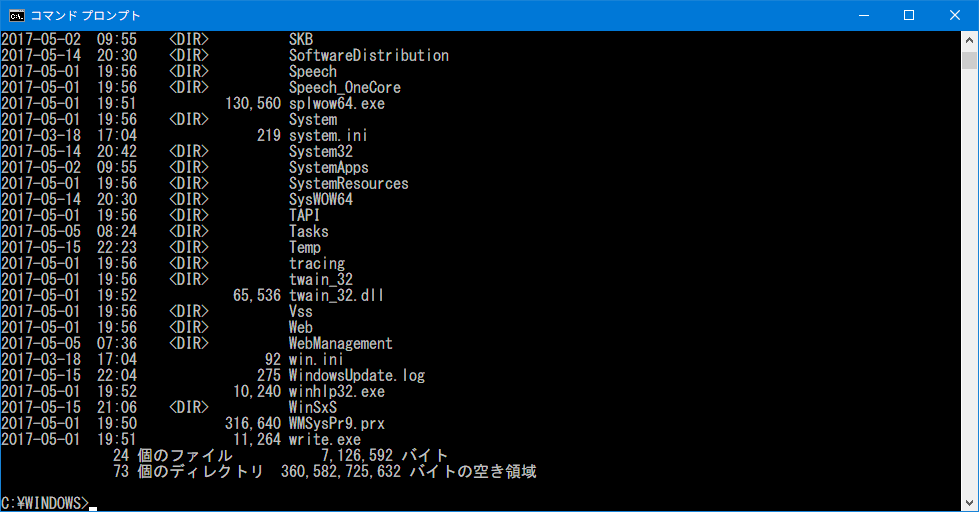 コマンド プロンプト
2017-05-02  09:55    <DIR>          SKB
2017-05-14  20:30    <DIR>          SoftwareDistribution
2017-05-01  19:56    <DIR>          Speech
2017-05-01  19:56    <DIR>          Speech_OneCore
2017-05-01  19:51           130,560 splwow64.exe
2017-05-01  19:56    <DIR>          System
2017-03-18  17:04               219 system.ini
2017-05-14  20:42    <DIR>          System32
2017-05-02  09:55    <DIR>          SystemApps
2017-05-01  19:56    <DIR>          SystemResources
2017-05-14  20:30    <DIR>          SysWOW64
2017-05-01  19:56    <DIR>          TAPI
2017-05-05  08:24    <DIR>          Tasks
2017-05-15  22:23    <DIR>          Temp
2017-05-01  19:56    <DIR>          tracing
2017-05-01  19:56    <DIR>          twain_32
2017-05-01  19:52            65,536 twain_32.dll
2017-05-01  19:56    <DIR>          Vss
2017-05-01  19:56    <DIR>          Web
2017-05-05  07:36    <DIR>          WebManagement
2017-03-18  17:04                92 win.ini
2017-05-15  22:04               275 WindowsUpdate.log
2017-05-01  19:52            10,240 winhlp32.exe
2017-05-15  21:06    <DIR>          WinSxS
2017-05-01  19:50           316,640 WMSysPr9.prx
2017-05-01  19:51            11,264 write.exe
              24 個のファイル           7,126,592 バイト
              73 個のディレクトリ  360,582,725,632 バイトの空き領域
C:¥WINDOWS>